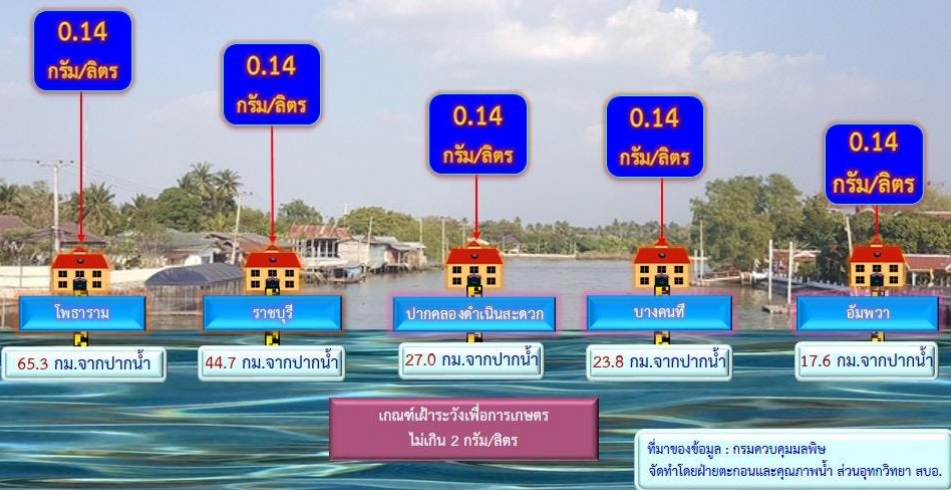 0.14
กรัม/ลิตร
0.14
กรัม/ลิตร
0.14
กรัม/ลิตร
0.14
กรัม/ลิตร
0.14
กรัม/ลิตร
โพธาราม
ราชบุรี
ปากคลองดำเนินสะดวก
บางคนที
อัมพวา
65.3 กม.จากปากน้ำ
44.7 กม.จากปากน้ำ
27.0 กม.จากปากน้ำ
23.8 กม.จากปากน้ำ
17.6 กม.จากปากน้ำ
เกณฑ์เฝ้าระวังเพื่อการเกษตร
ไม่เกิน 2 กรัม/ลิตร
ที่มาของข้อมูล : กรมควบคุมมลพิษ
จัดทำโดยฝ่ายตะกอนและคุณภาพน้ำ ส่วนอุทกวิทยา สบอ.